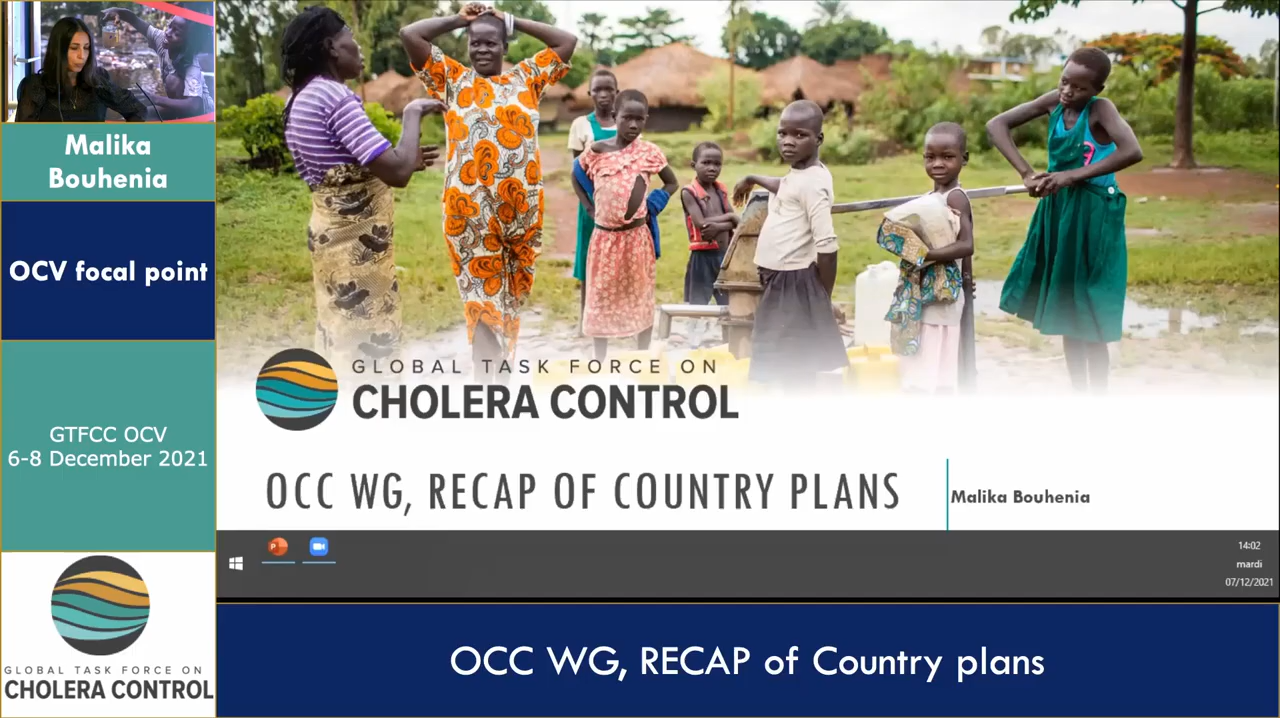 Malika
Bouhenia
OCV focal point
GTFCC OCV
6-8 December 2021
GLOBAL TASK FORCE ON
CHOLERA CONTROL
GLOBAL TASK FORCE ON
CHOLERA CONTROL
OCC WG, RECAP OF COUNTRY PLANS
Malika Bouhenia
14:02
mardi
07/12/2021
OCC WG, RECAP of Country plans